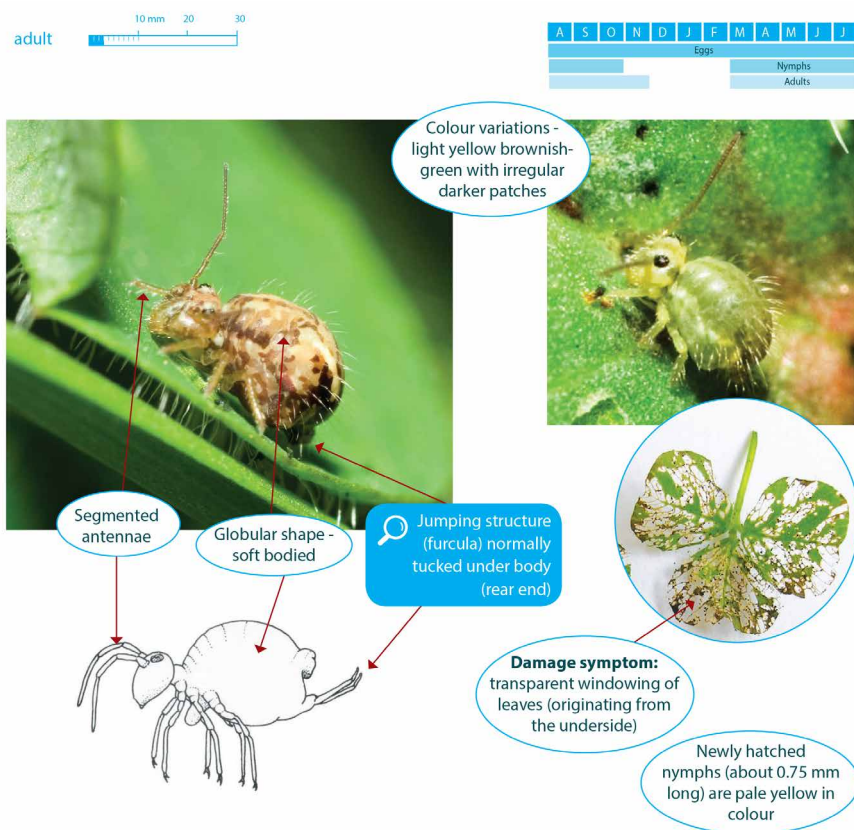 adult
10 mm 20 30
A S O N D J F M A M J J
Eggs
Nymphs
Adults
Colour variations -
light yellow brownish-
green with irregular
darker patches
Segmented
antennae
Globular shape -
soft bodied
Jumping structure
(furcula) normally
tucked under body
(rear end)
Damage symptom:
transparent windowing of
leaves (originating from
the underside)
Newly hatched
nymphs (about 0.75 mm
long) are pale yellow in
colour